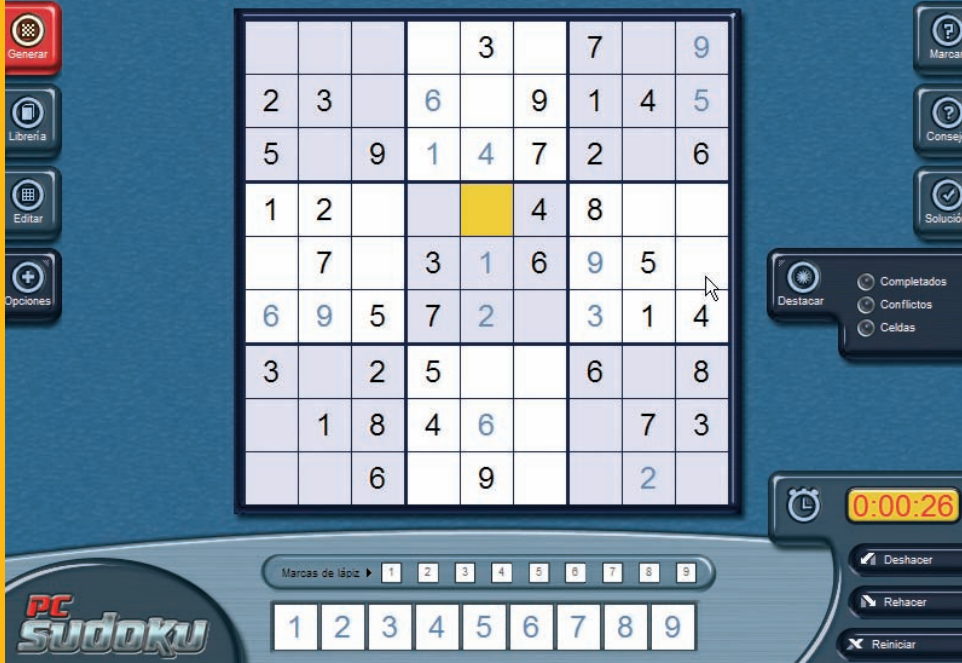 Generar
3 7 9
Marcar
2 3 6 9 1 4 5
Librería
Consejo
5 9 1 4 7 2 6
1 2 4 8
Editar
Solución
7 3 1 6 9 5
Opciones
Destacar
Completados
Conflictos
Celdas
6 9 5 7 2 3 1 4
3 2 5 6 8
1 8 4 6 7 3
6 9 2
0:00:26
Marcas de lápiz 1 2 3 4 5 6 7 8 9
Deshacer
PC
SUDOKU
1 2 3 4 5 6 7 8 9
Rehacer
Reiniciar